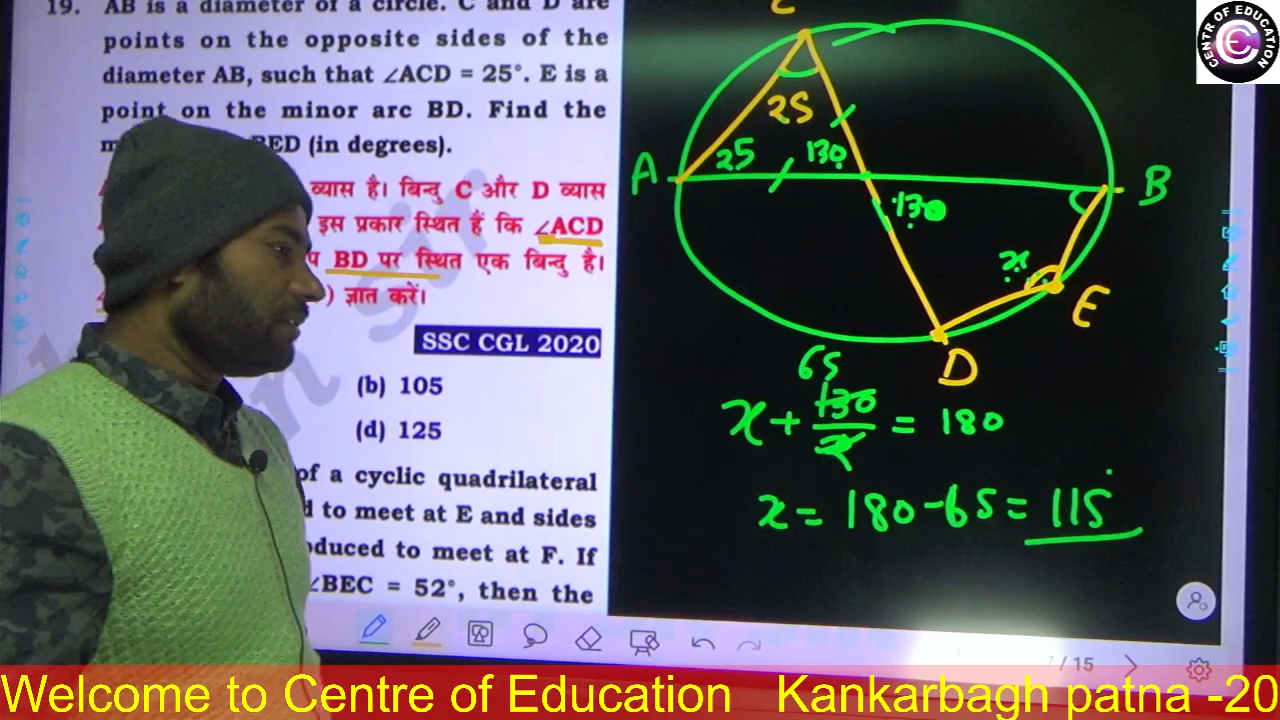 19. AB is a diameter of a circle. C and D are
points on the opposite sides of the
diameter AB, such that ∠ACD = 25°. E is a
point on the minor arc BD. Find the
BED (in degrees).
व्यास है। बिन्दु C और D व्यास
इस प्रकार स्थित हैं कि ∠ACD
BD पर स्थित एक बिन्दु है।
) ज्ञात करें।
SSC CGL 2020
(b) 105
(d) 125
of a cyclic quadrilateral
to meet at E and sides
oduced to meet at F. If
∠BEC = 52°, then the
C
25
A
25
130
B
130
x
E
D
65
x + 130/2 = 180
x = 180 - 65 = 115
/ 15
CENTR OF EDUCATION
C
Welcome to Centre of Education Kankarbagh patna -20